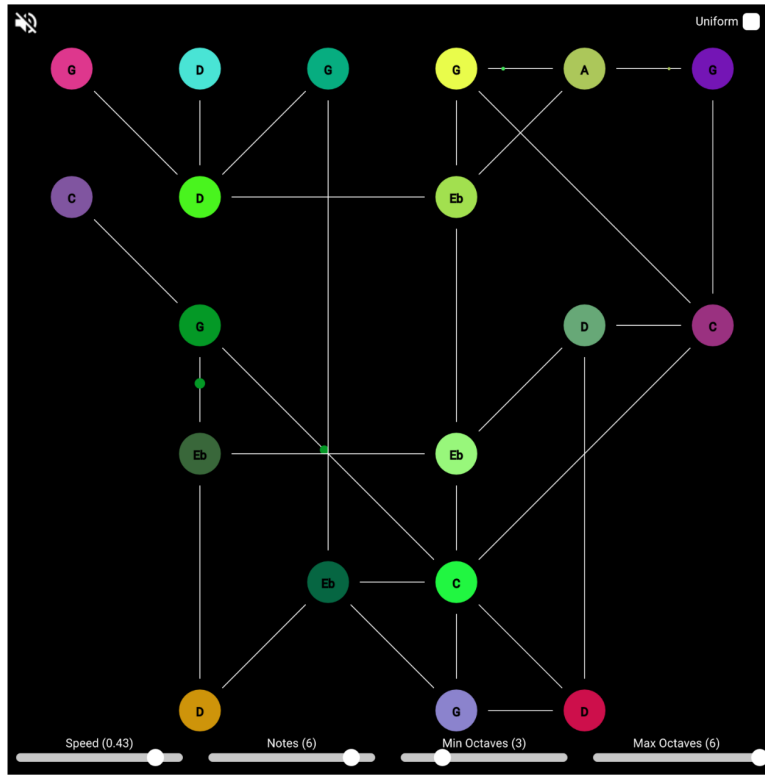 Uniform
G D G G A G
C D Eb
G D C
Eb Eb
Eb C
D G D
Speed (0.43) Notes (6) Min Octaves (3) Max Octaves (6)